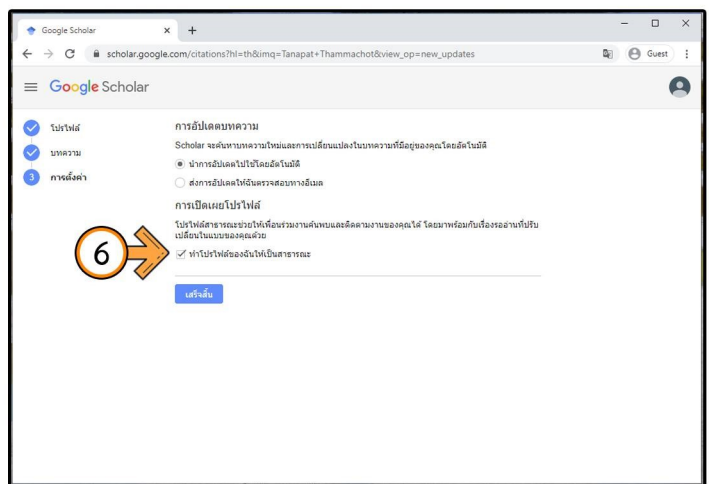 Google Scholar
scholar.google.com/citations?hl=th&imq=Tanapat+Thammachot&view_op=new_updates
Guest
Google Scholar
โปรไฟล์
บทความ
3 การตั้งค่า
การอัปเดตบทความ
Scholar จะค้นหาบทความใหม่และการเปลี่ยนแปลงในบทความที่มีอยู่ของคุณโดยอัตโนมัติ
นำการอัปเดตไปใช้โดยอัตโนมัติ
ส่งการอัปเดตให้ฉันตรวจสอบทางอีเมล
การเปิดเผยโปรไฟล์
โปรไฟล์สาธารณะช่วยให้เพื่อนร่วมงานค้นพบและติดตามงานของคุณได้ โดยมาพร้อมกับเรื่องรออ่านที่ปรับ
เปลี่ยนในแบบของคุณด้วย
6
ทำโปรไฟล์ของฉันให้เป็นสาธารณะ
เสร็จสิ้น